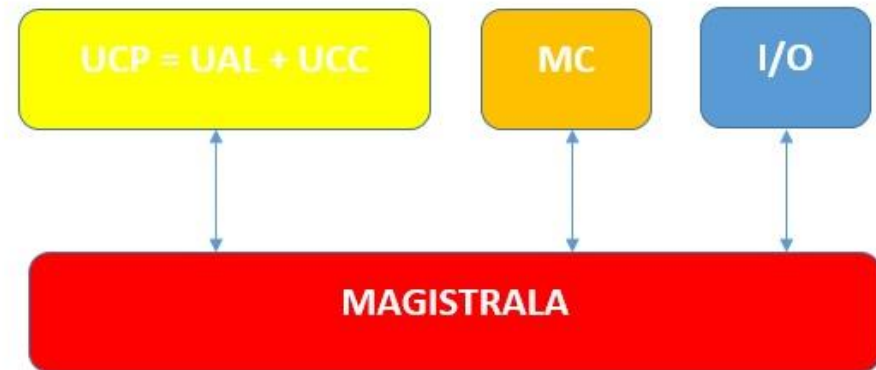 UCP = UAL + UCC
MC
I/O
MAGISTRALA